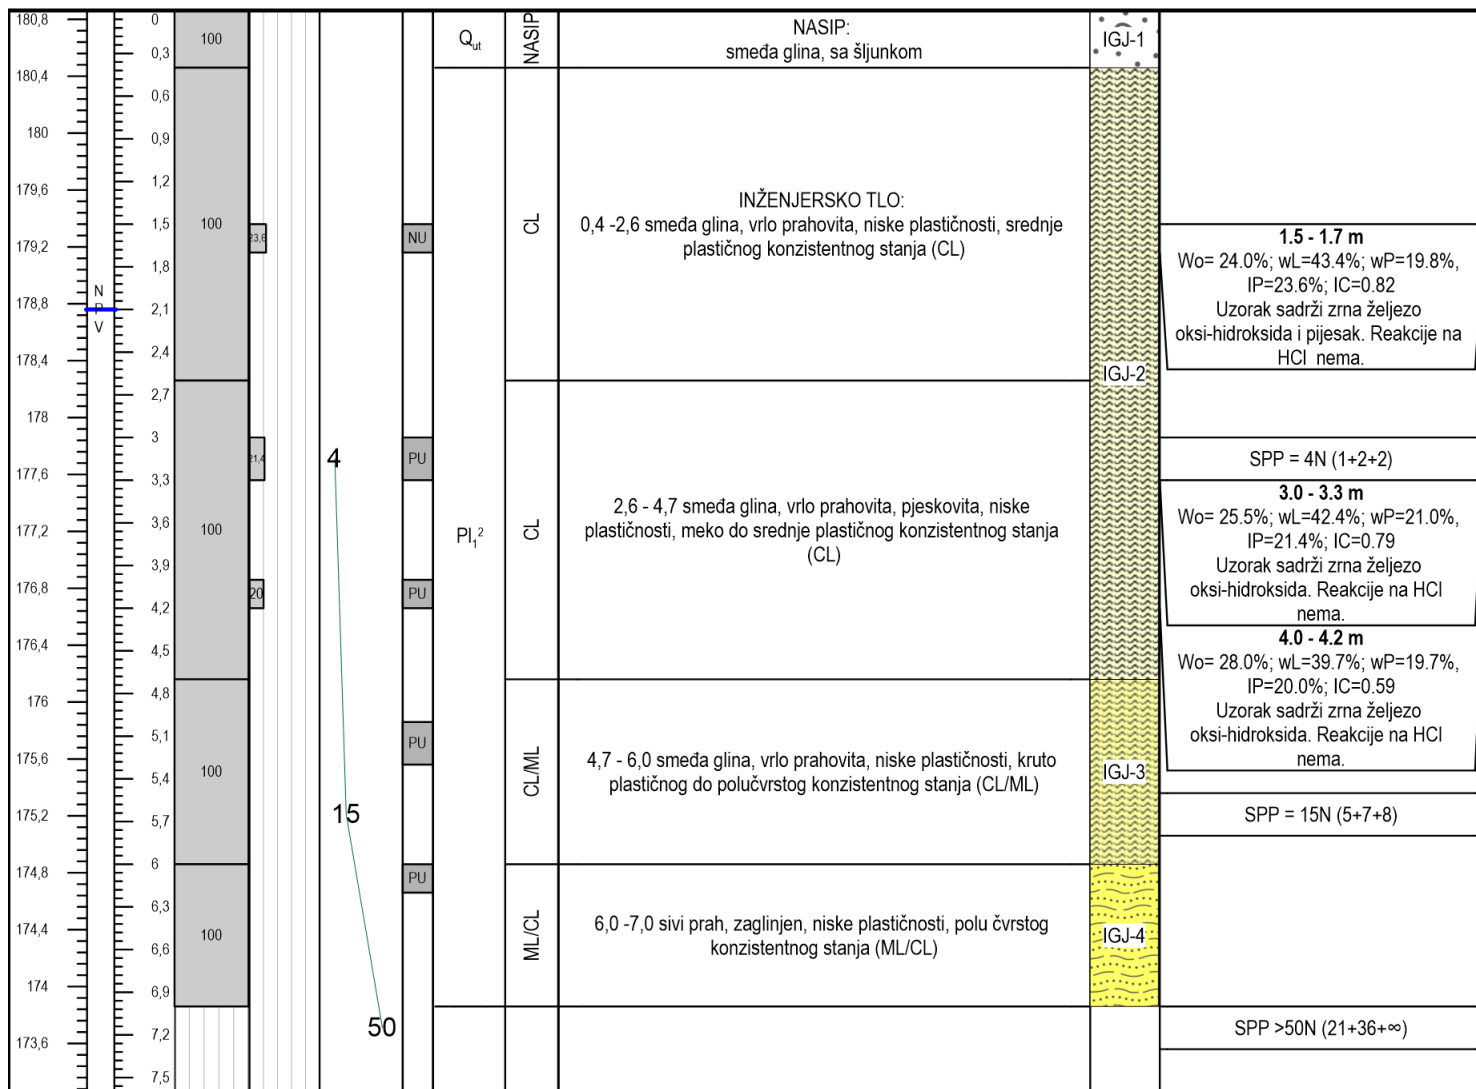 180,8
180,4
180
179,6
179,2
178,8
178,4
178
177,6
177,2
176,8
176,4
176
175,6
175,2
174,8
174,4
174
173,6
N
P
V
0
0,3
0,6
0,9
1,2
1,5
1,8
2,1
2,4
2,7
3
3,3
3,6
3,9
4,2
4,5
4,8
5,1
5,4
5,7
6
6,3
6,6
6,9
7,2
7,5
100
100
100
100
100
23,6
21,4
20
4
15
50
NU
PU
PU
PU
PU
Qut
Pl₁²
NASIP
CL
CL
CL/ML
ML/CL
NASIP:
smeđa glina, sa šljunkom
INŽENJERSKO TLO:
0,4 -2,6 smeđa glina, vrlo prahovita, niske plastičnosti, srednje
plastičnog konzistentnog stanja (CL)
2,6 - 4,7 smeđa glina, vrlo prahovita, pjeskovita, niske
plastičnosti, meko do srednje plastičnog konzistentnog stanja
(CL)
4,7 - 6,0 smeđa glina, vrlo prahovita, niske plastičnosti, kruto
plastičnog do polučvrstog konzistentnog stanja (CL/ML)
6,0 -7,0 sivi prah, zaglinjen, niske plastičnosti, polu čvrstog
konzistentnog stanja (ML/CL)
IGJ-1
IGJ-2
IGJ-3
IGJ-4
1.5 - 1.7 m
Wo= 24.0%; wL=43.4%; wP=19.8%,
IP=23.6%; IC=0.82
Uzorak sadrži zrna željezo
oksi-hidroksida i pijesak. Reakcije na
HCl nema.
SPP = 4N (1+2+2)
3.0 - 3.3 m
Wo= 25.5%; wL=42.4%; wP=21.0%,
IP=21.4%; IC=0.79
Uzorak sadrži zrna željezo
oksi-hidroksida. Reakcije na HCl
nema.
4.0 - 4.2 m
Wo= 28.0%; wL=39.7%; wP=19.7%,
IP=20.0%; IC=0.59
Uzorak sadrži zrna željezo
oksi-hidroksida. Reakcije na HCl
nema.
SPP = 15N (5+7+8)
SPP >50N (21+36+∞)